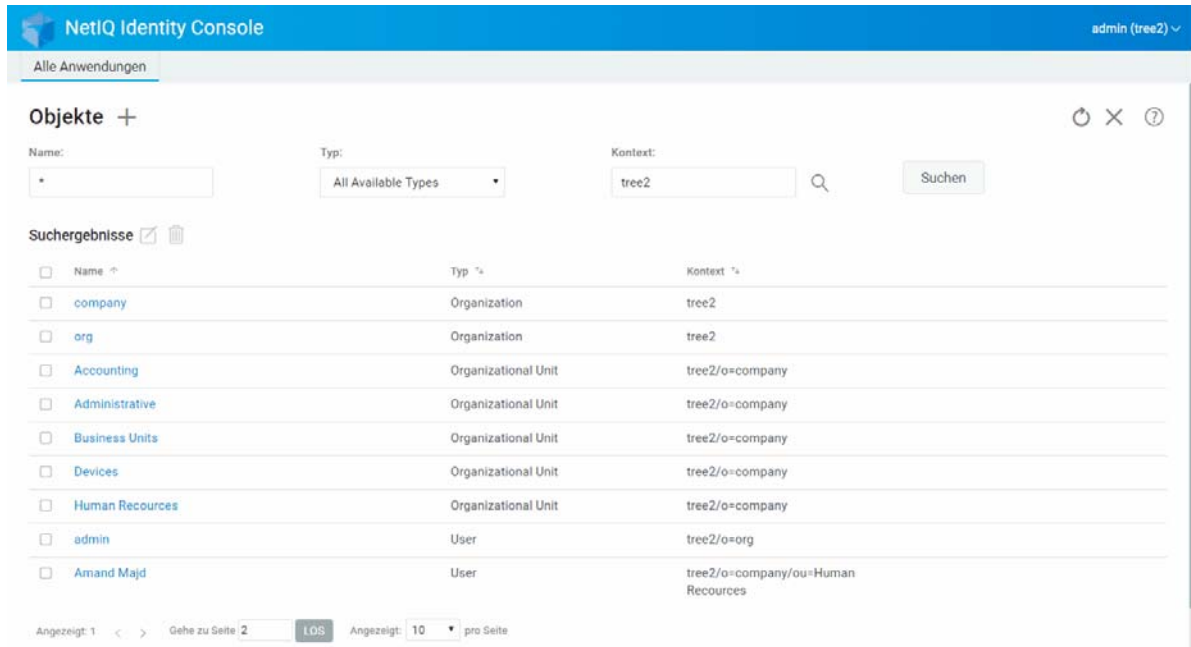 NetIQ Identity Console
admin (tree2)
Alle Anwendungen
Objekte
Name:
Typ:
Kontext:
*
All Available Types
tree2
Suchen
Suchergebnisse
Name Typ Kontext
company Organization tree2
org Organization tree2
Accounting Organizational Unit tree2/o=company
Administrative Organizational Unit tree2/o=company
Business Units Organizational Unit tree2/o=company
Devices Organizational Unit tree2/o=company
Human Recources Organizational Unit tree2/o=company
admin User tree2/o=org
Amand Majd User tree2/o=company/ou=Human
Recources
Angezeigt: 1 < > Gehe zu Seite 2 LOS Angezeigt: 10 pro Seite